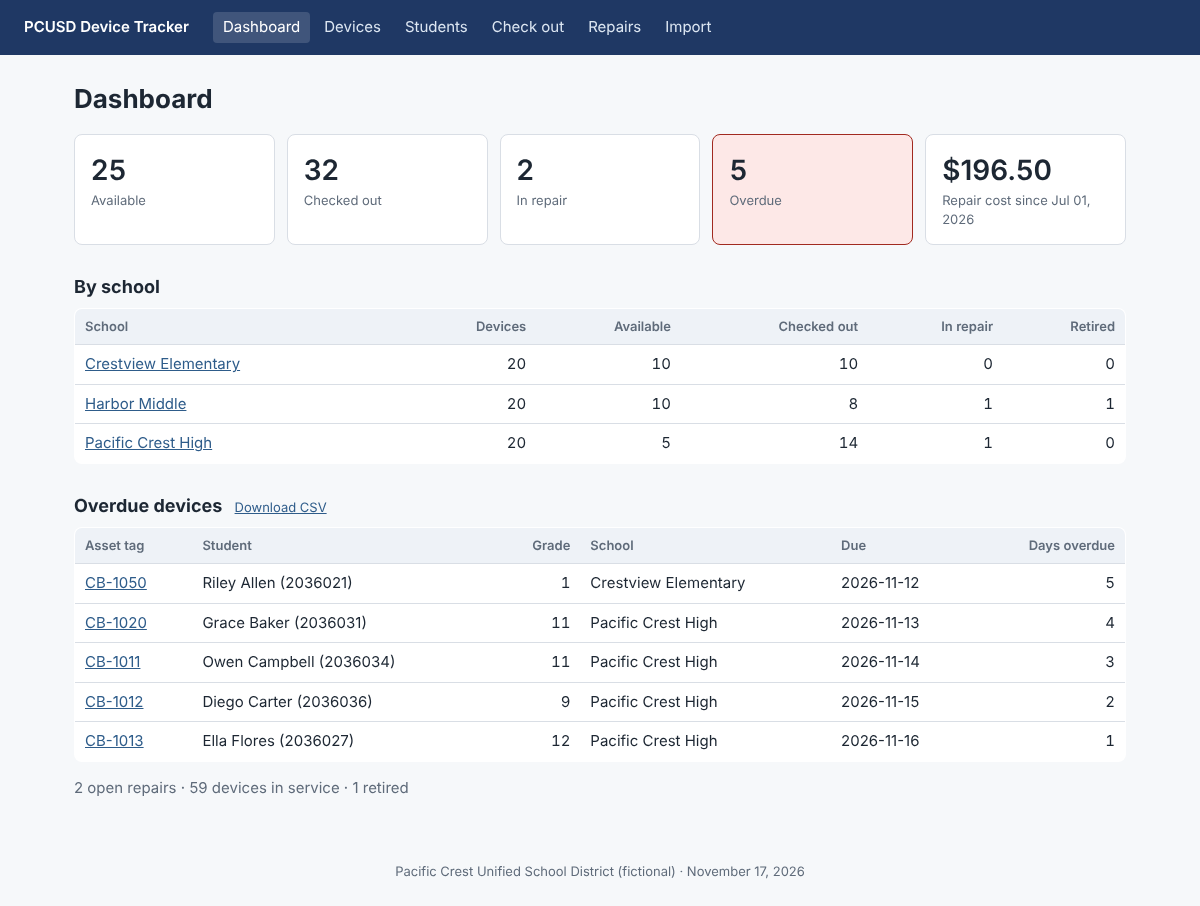 PCUSD Device Tracker Dashboard Devices Students Check out Repairs Import
Dashboard
25
Available
32
Checked out
2
In repair
5
Overdue
$196.50
Repair cost since Jul 01,
2026
By school
School Devices Available Checked out In repair Retired
Crestview Elementary 20 10 10 0 0
Harbor Middle 20 10 8 1 1
Pacific Crest High 20 5 14 1 0
Overdue devices Download CSV
Asset tag Student Grade School Due Days overdue
CB-1050 Riley Allen (2036021) 1 Crestview Elementary 2026-11-12 5
CB-1020 Grace Baker (2036031) 11 Pacific Crest High 2026-11-13 4
CB-1011 Owen Campbell (2036034) 11 Pacific Crest High 2026-11-14 3
CB-1012 Diego Carter (2036036) 9 Pacific Crest High 2026-11-15 2
CB-1013 Ella Flores (2036027) 12 Pacific Crest High 2026-11-16 1
2 open repairs · 59 devices in service · 1 retired
Pacific Crest Unified School District (fictional) · November 17, 2026